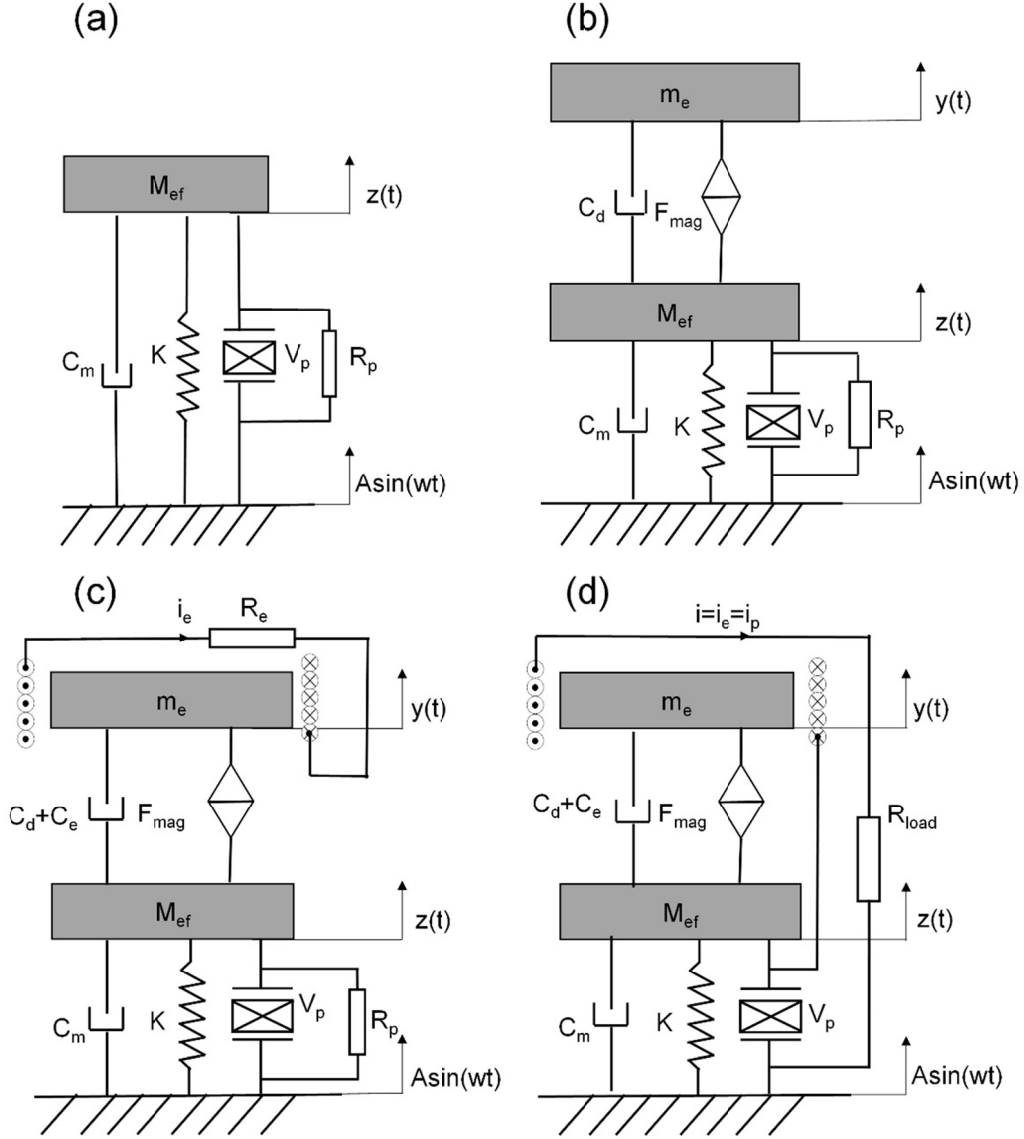 (a)
M_ef
z(t)
C_m
K
V_p
R_p
Asin(wt)
(b)
m_e
y(t)
C_d
F_mag
M_ef
z(t)
C_m
K
V_p
R_p
Asin(wt)
(c)
i_e
R_e
m_e
y(t)
C_d+C_e
F_mag
M_ef
z(t)
C_m
K
V_p
R_p
Asin(wt)
(d)
i=i_e=i_p
m_e
y(t)
C_d+C_e
F_mag
R_load
M_ef
z(t)
C_m
K
V_p
Asin(wt)